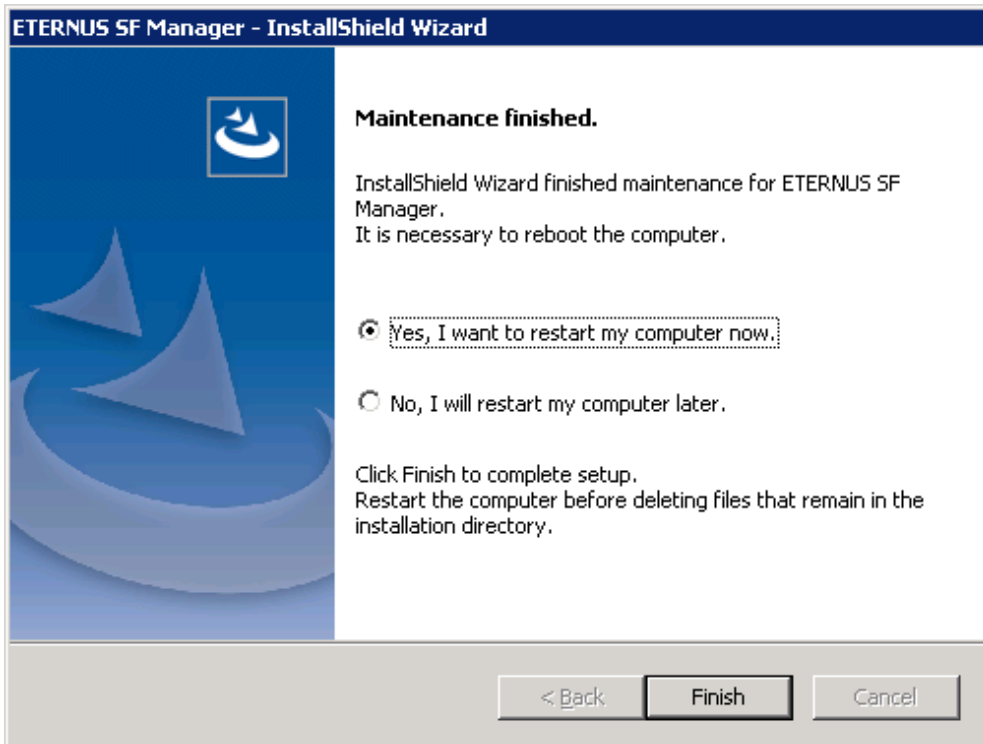 ETERNUS SF Manager - InstallShield Wizard
Maintenance finished.
InstallShield Wizard finished maintenance for ETERNUS SF
Manager.
It is necessary to reboot the computer.
Yes, I want to restart my computer now.
No, I will restart my computer later.
Click Finish to complete setup.
Restart the computer before deleting files that remain in the
installation directory.
< Back
Finish
Cancel